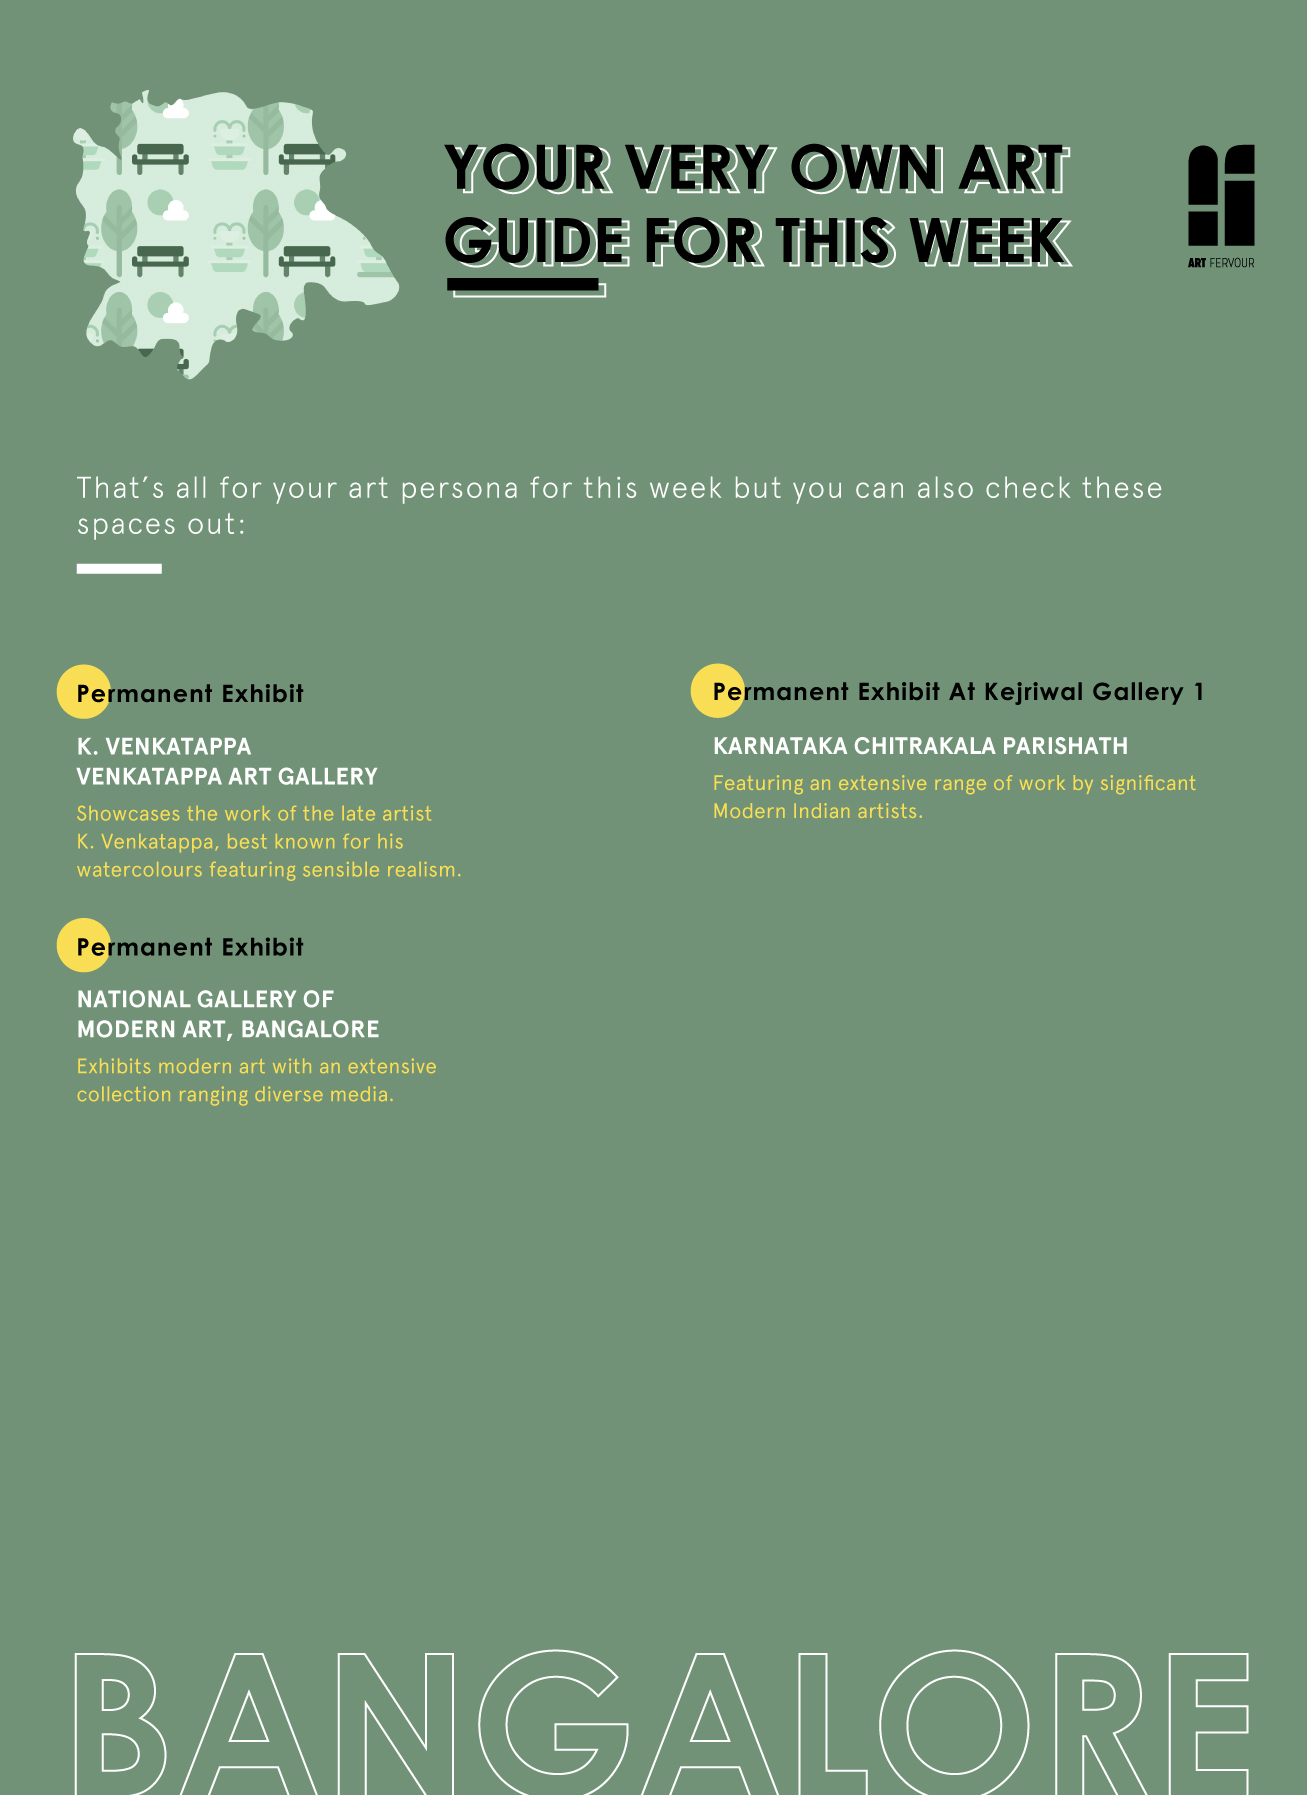 YOUR VERY OWN ART
GUIDE FOR THIS WEEK
ART FERVOUR
That's all for your art persona for this week but you can also check these
spaces out:
Permanent Exhibit
K. VENKATAPPA
VENKATAPPA ART GALLERY
Showcases the work of the late artist
K. Venkatappa, best known for his
watercolours featuring sensible realism.
Permanent Exhibit
NATIONAL GALLERY OF
MODERN ART, BANGALORE
Exhibits modern art with an extensive
collection ranging diverse media.
Permanent Exhibit At Kejriwal Gallery 1
KARNATAKA CHITRAKALA PARISHATH
Featuring an extensive range of work by significant
Modern Indian artists.
BANGALORE